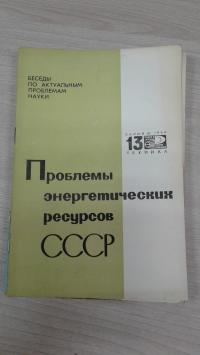 БЕСЕДЫ
ПО АКТУАЛЬНЫМ
ПРОБЛЕМАМ
НАУКИ
13
ТЕХНИКА
Проблемы
энергетических
ресурсов
СССР